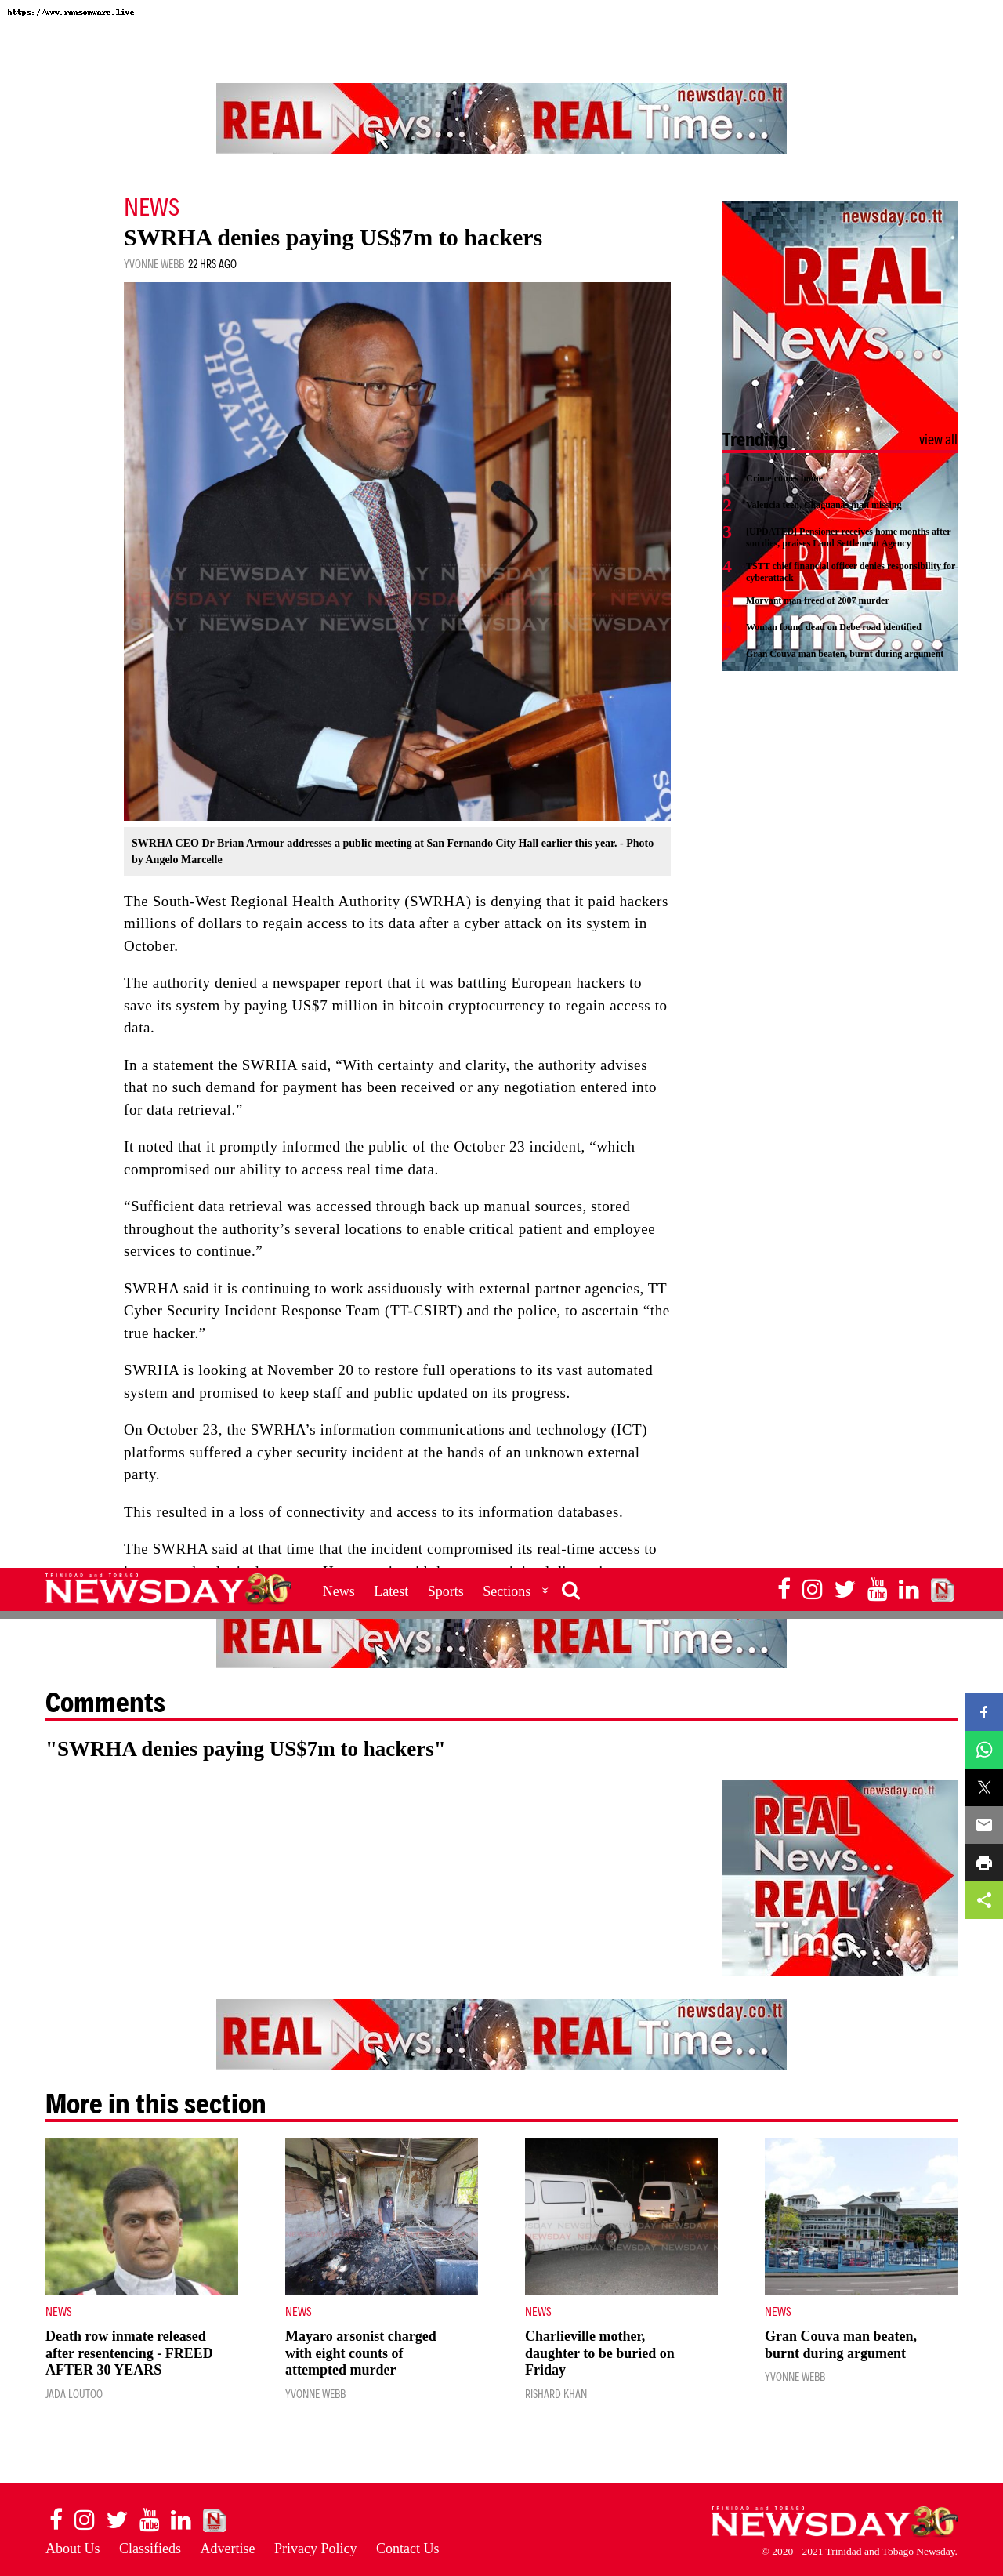 https://www.ransomware.live
newsday.co.tt
REAL News... REAL Time...
NEWS
SWRHA denies paying US$7m to hackers
YVONNE WEBB 22 HRS AGO
SOUTH-W
HEALT
NEWSDAY NEWSDAY NEWSDAY NEWSDAY
SWRHA CEO Dr Brian Armour addresses a public meeting at San Fernando City Hall earlier this year. - Photo
by Angelo Marcelle
The South-West Regional Health Authority (SWRHA) is denying that it paid hackers
millions of dollars to regain access to its data after a cyber attack on its system in
October.
The authority denied a newspaper report that it was battling European hackers to
save its system by paying US$7 million in bitcoin cryptocurrency to regain access to
data.
In a statement the SWRHA said, “With certainty and clarity, the authority advises
that no such demand for payment has been received or any negotiation entered into
for data retrieval.”
It noted that it promptly informed the public of the October 23 incident, “which
compromised our ability to access real time data.
“Sufficient data retrieval was accessed through back up manual sources, stored
throughout the authority’s several locations to enable critical patient and employee
services to continue.”
SWRHA said it is continuing to work assiduously with external partner agencies, TT
Cyber Security Incident Response Team (TT-CSIRT) and the police, to ascertain “the
true hacker.”
SWRHA is looking at November 20 to restore full operations to its vast automated
system and promised to keep staff and public updated on its progress.
On October 23, the SWRHA’s information communications and technology (ICT)
platforms suffered a cyber security incident at the hands of an unknown external
party.
This resulted in a loss of connectivity and access to its information databases.
The SWRHA said at that time that the incident compromised its real-time access to
newsday.co.tt
REAL
News...
REAL
Time...
Trending view all
1 Crime comes home
2 Valencia teen, Chaguanas man missing
3 [UPDATED] Pensioner receives home months after
son dies, praises Land Settlement Agency
4 TSTT chief financial officer denies responsibility for
cyberattack
Morvant man freed of 2007 murder
Woman found dead on Debe road identified
Gran Couva man beaten, burnt during argument
TRINIDAD and TOBAGO
NEWSDAY 30 News Latest Sports Sections
REAL News... REAL Time...
Comments
"SWRHA denies paying US$7m to hackers"
newsday.co.tt
REAL
News...
REAL
Time...
newsday.co.tt
REAL News... REAL Time...
More in this section
NEWS
Death row inmate released
after resentencing - FREED
AFTER 30 YEARS
JADA LOUTOO
NEWS
Mayaro arsonist charged
with eight counts of
attempted murder
YVONNE WEBB
NEWSDAY NEWSDAY NEWSDAY
NEWS
Charlieville mother,
daughter to be buried on
Friday
RISHARD KHAN
NEWS
Gran Couva man beaten,
burnt during argument
YVONNE WEBB
You Tube
About Us Classifieds Advertise Privacy Policy Contact Us
TRINIDAD and TOBAGO
NEWSDAY 30
© 2020 - 2021 Trinidad and Tobago Newsday.